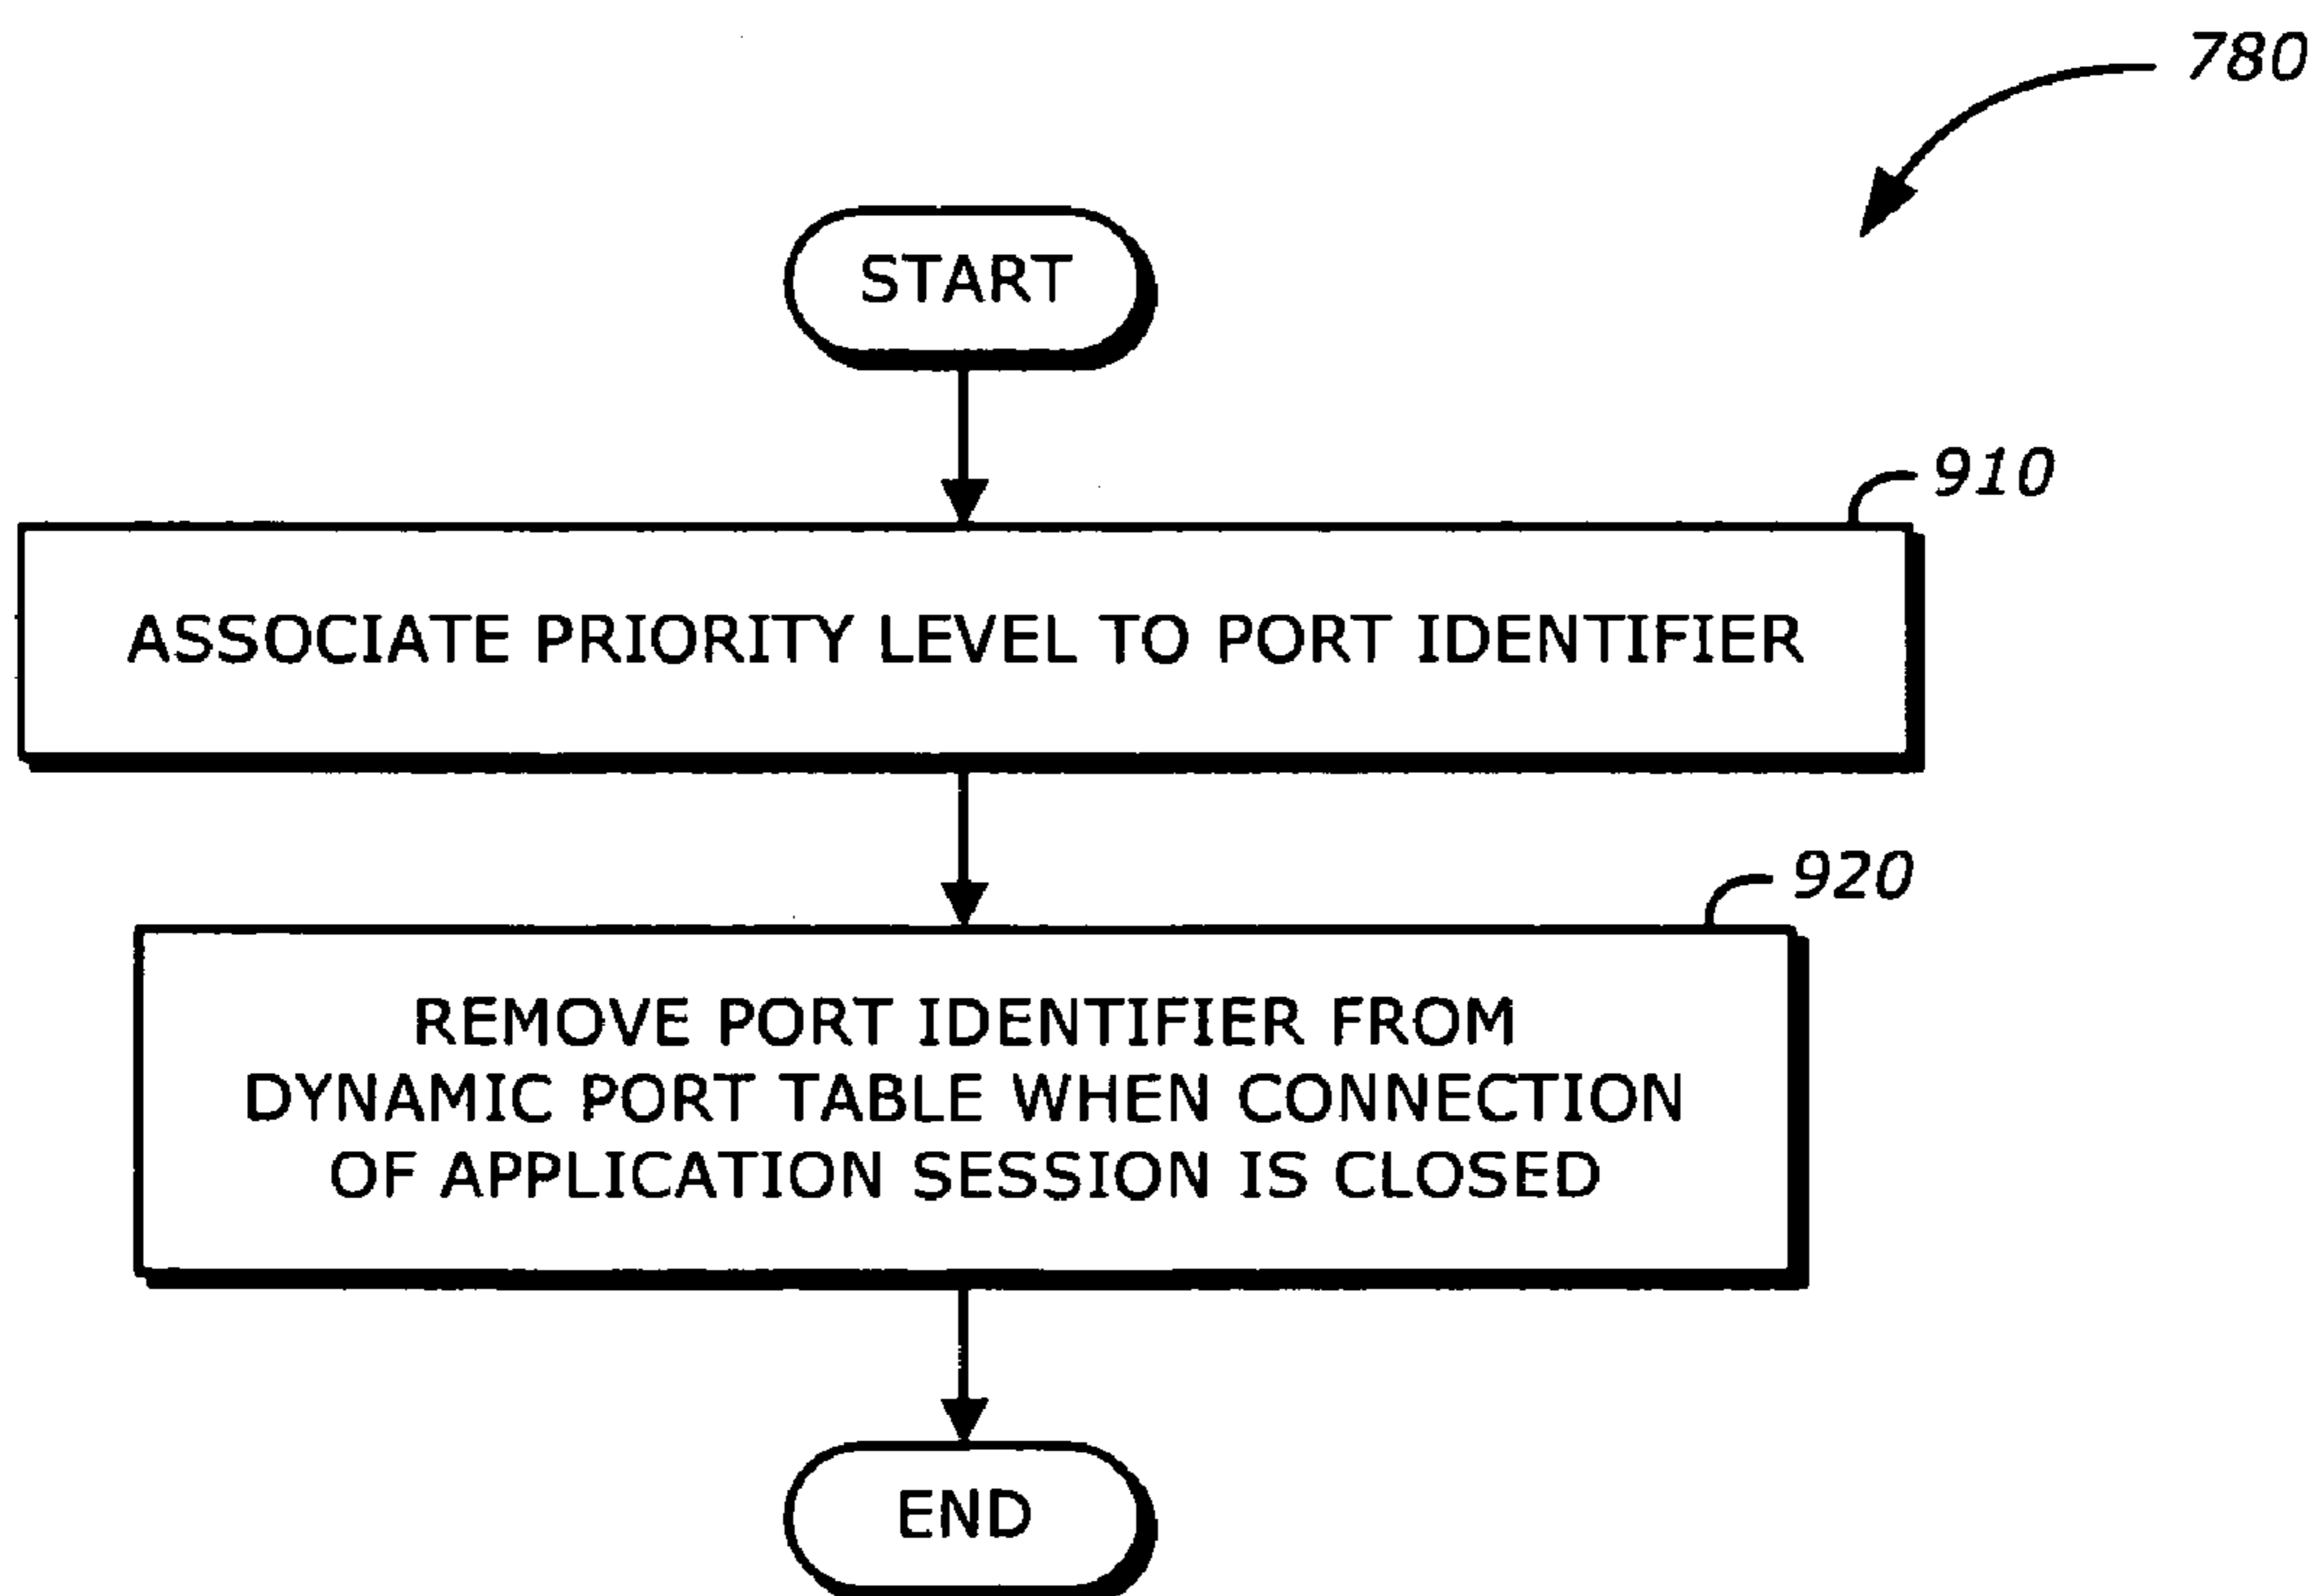 780
START
910
ASSOCIATE PRIORITY LEVEL TO PORT IDENTIFIER
920
REMOVE PORT IDENTIFIER FROM
DYNAMIC PORT TABLE WHEN CONNECTION
OF APPLICATION SESSION IS CLOSED
END